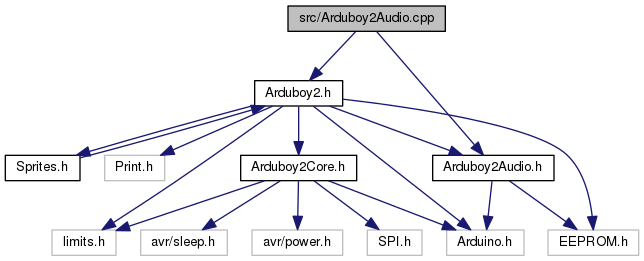 src/Arduboy2Audio.cpp
Arduboy2.h
Sprites.h
Print.h
Arduboy2Core.h
Arduboy2Audio.h
limits.h
avr/sleep.h
avr/power.h
SPI.h
Arduino.h
EEPROM.h